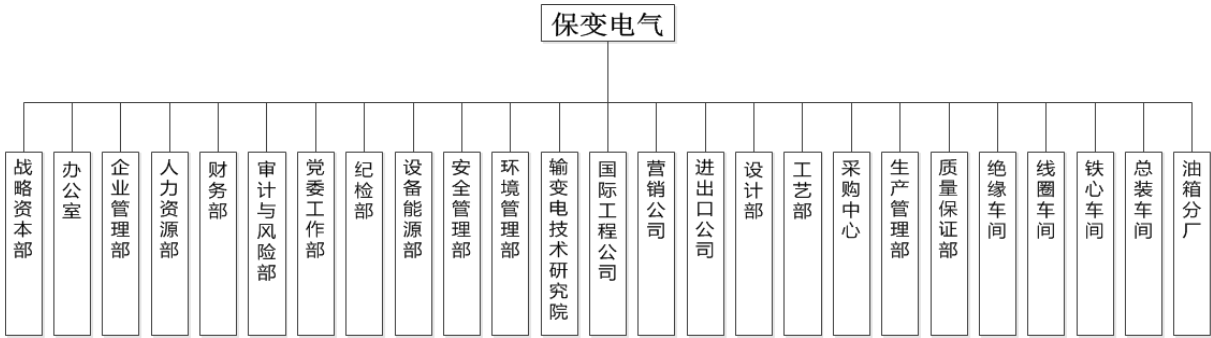 保变电气
战略资本部
办公室
企业管理部
人力资源部
财务部
审计与风险部
党委工作部
纪检部
设备能源部
安全管理部
环境管理部
输变电技术研究院
国际工程公司
营销公司
进出口公司
设计部
工艺部
采购中心
生产管理部
质量保证部
绝缘车间
线圈车间
铁心车间
总装车间
油箱分厂